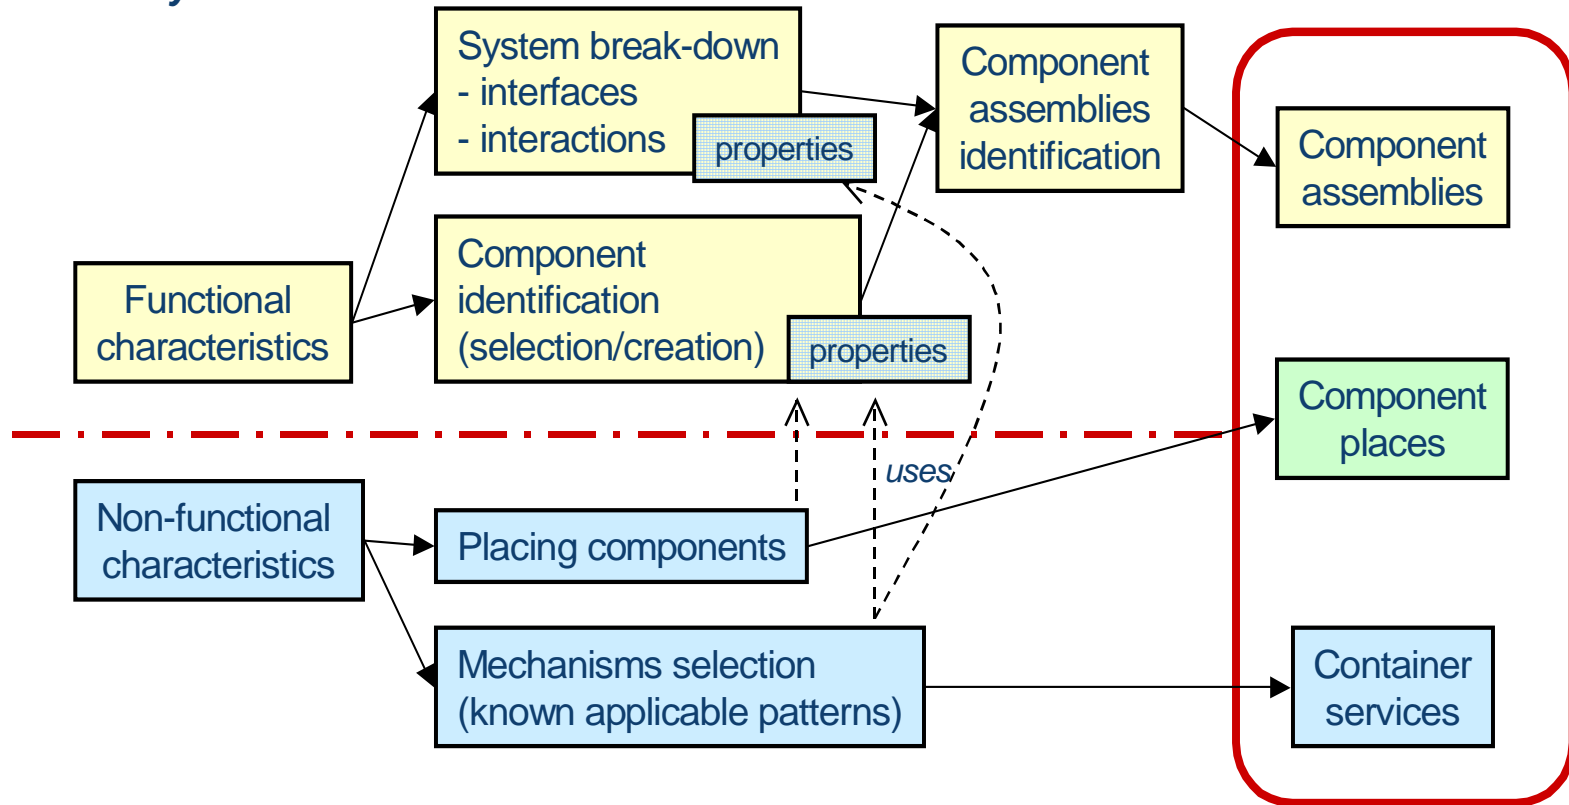 System break-down
- interfaces
- interactions
properties
Component
assemblies
identification
Component
assemblies
Component
identification
(selection/creation)
properties
Functional
characteristics
Component
places
uses
Non-functional
characteristics
Placing components
Mechanisms selection
(known applicable patterns)
Container
services